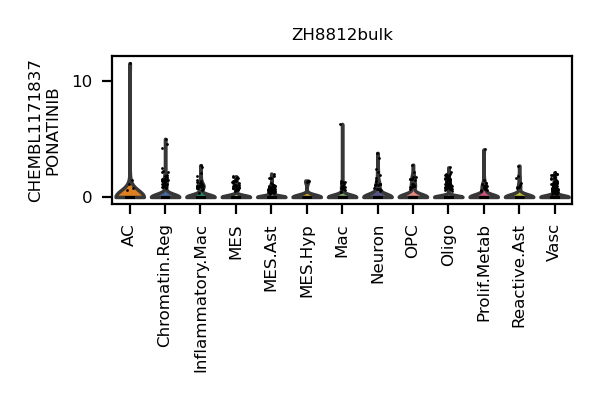 ZH8812bulk
CHEMBL1171837
PONATINIB
10
0
AC
Chromatin.Reg
Inflammatory.Mac
MES
MES.Ast
MES.Hyp
Mac
Neuron
OPC
Oligo
Prolif.Metab
Reactive.Ast
Vasc